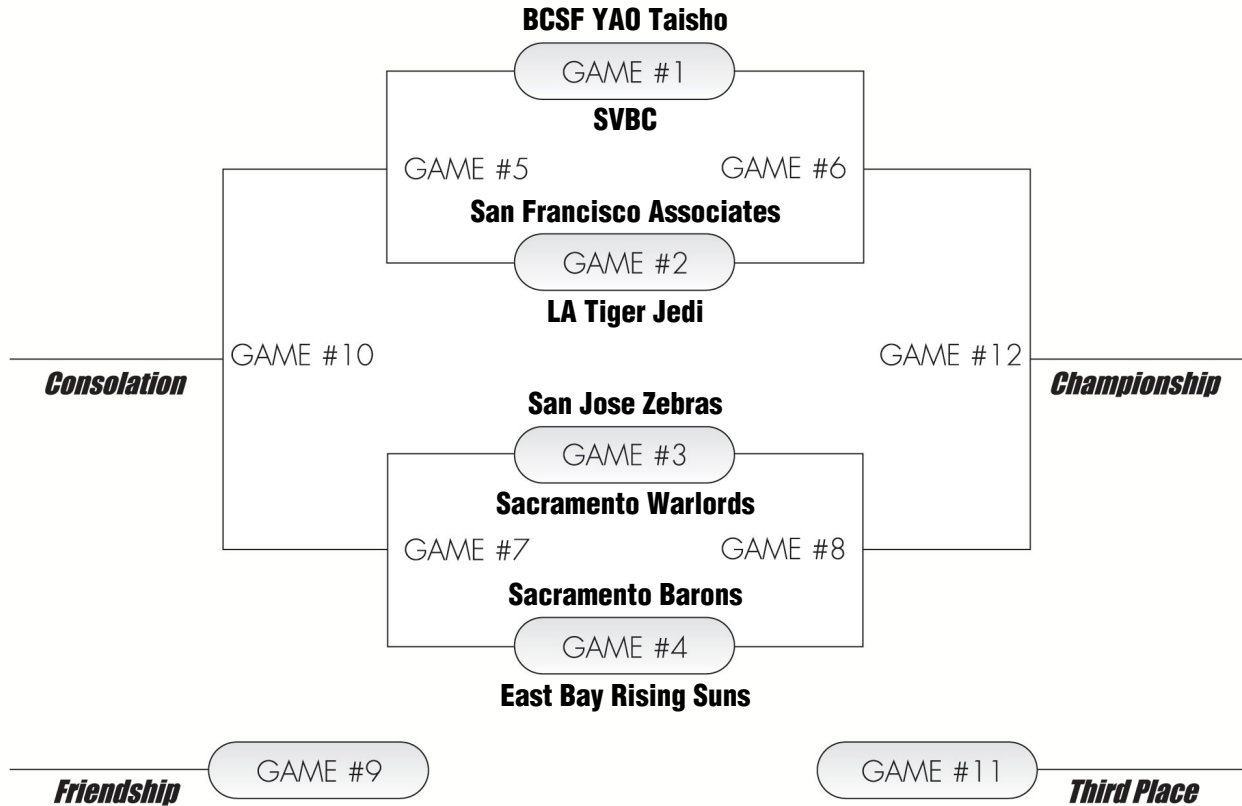 BCSF YAO Taisho
GAME #1
SVBC
GAME #5
GAME #6
San Francisco Associates
GAME #2
LA Tiger Jedi
GAME #10
GAME #12
Consolation
Championship
San Jose Zebras
GAME #3
Sacramento Warlords
GAME #7
GAME #8
Sacramento Barons
GAME #4
East Bay Rising Suns
GAME #9
GAME #11
Friendship
Third Place